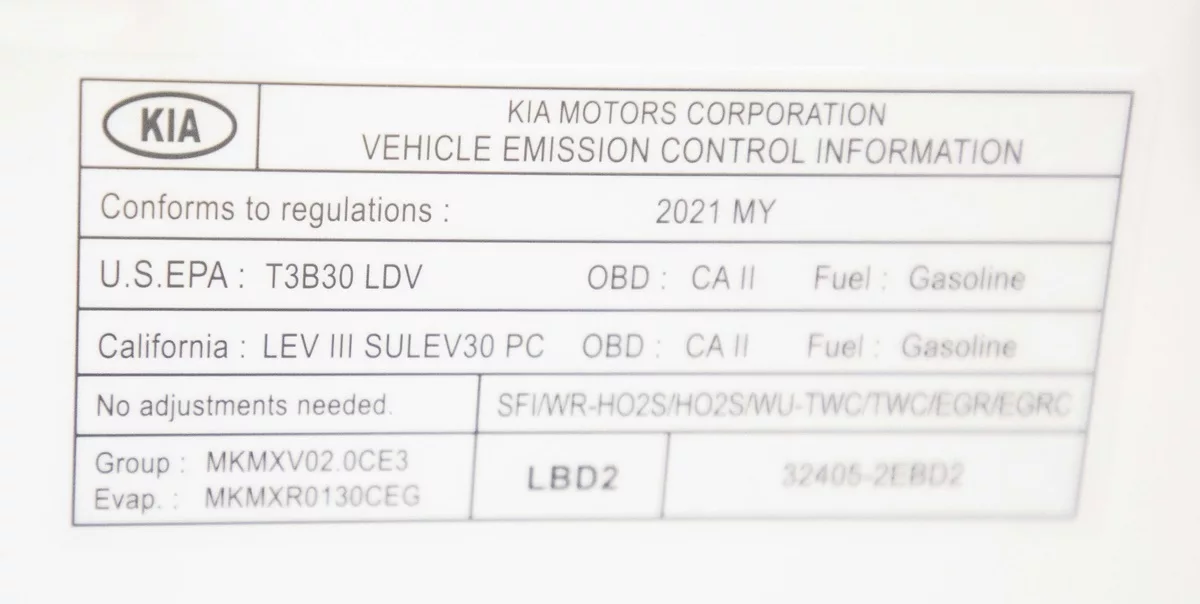 KIA
KIA MOTORS CORPORATION
VEHICLE EMISSION CONTROL INFORMATION
Conforms to regulations : 2021 MY
U.S.EPA : T3B30 LDV OBD : CA II Fuel : Gasoline
California : LEV III SULEV30 PC OBD : CA II Fuel : Gasoline
No adjustments needed. SFI/WR-HO2S/HO2S/WU-TWC/TWC/EGR/EGRC
Group : MKMXV02.0CE3
Evap. : MKMXR0130CEG
LBD2
32405-2EBD2